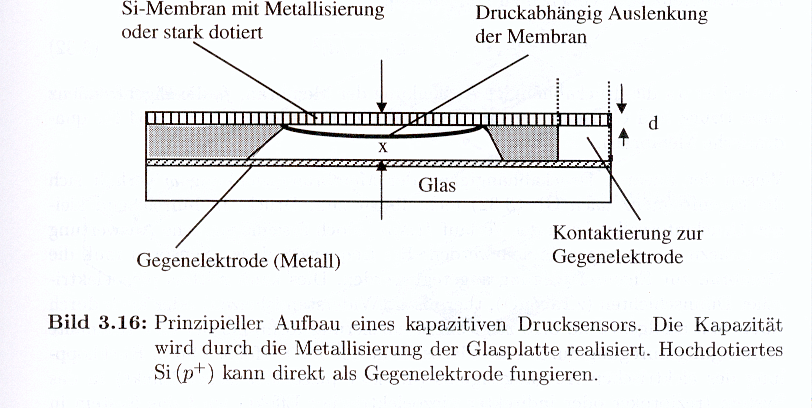 Si-Membran mit Metallisierung
oder stark dotiert
Druckabhängig Auslenkung
der Membran
d
x
Glas
Kontaktierung zur
Gegenelektrode
Gegenelektrode (Metall)
Bild 3.16: Prinzipieller Aufbau eines kapazitiven Drucksensors. Die Kapazität
wird durch die Metallisierung der Glasplatte realisiert. Hochdotiertes
Si (p⁺) kann direkt als Gegenelektrode fungieren.